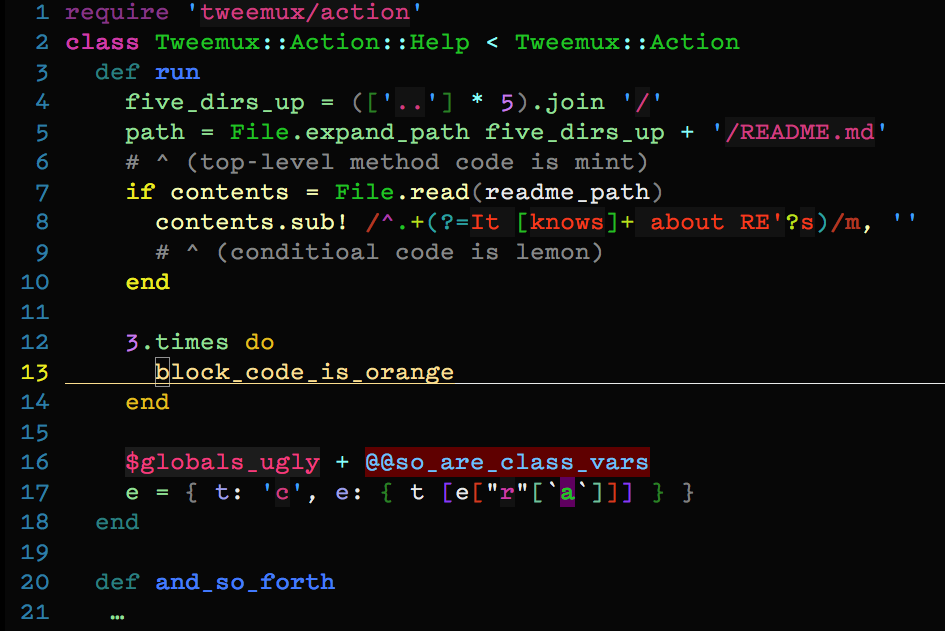 1 require 'tweemux/action'
2 class Tweemux::Action::Help < Tweemux::Action
3   def run
4     five_dirs_up = (['..'] * 5).join '/'
5     path = File.expand_path five_dirs_up + '/README.md'
6     # ^ (top-level method code is mint)
7     if contents = File.read(readme_path)
8       contents.sub! /^.+(?=It [knows]+ about RE'?s)/m, ''
9       # ^ (conditioal code is lemon)
10     end
11
12     3.times do
13       block_code_is_orange
14     end
15
16     $globals_ugly + @@so_are_class_vars
17     e = { t: 'c', e: { t [e["r"[`a`]]] } }
18   end
19
20   def and_so_forth
21    …